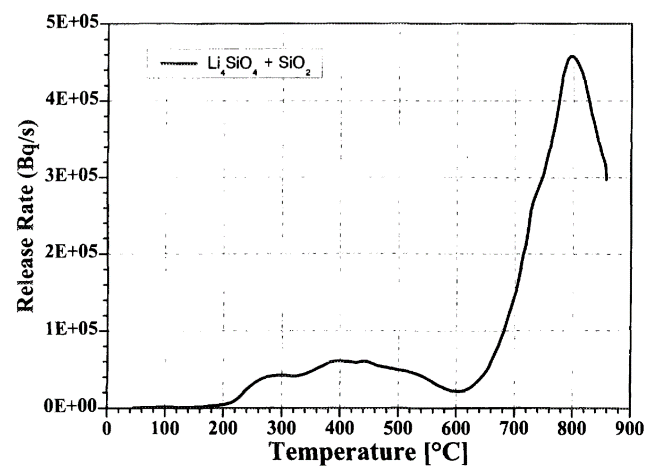 5E+05
Li₄SiO₄ + SiO₂
4E+05
3E+05
2E+05
1E+05
0E+00
Release Rate (Bq/s)
0 100 200 300 400 500 600 700 800 900
Temperature [°C]